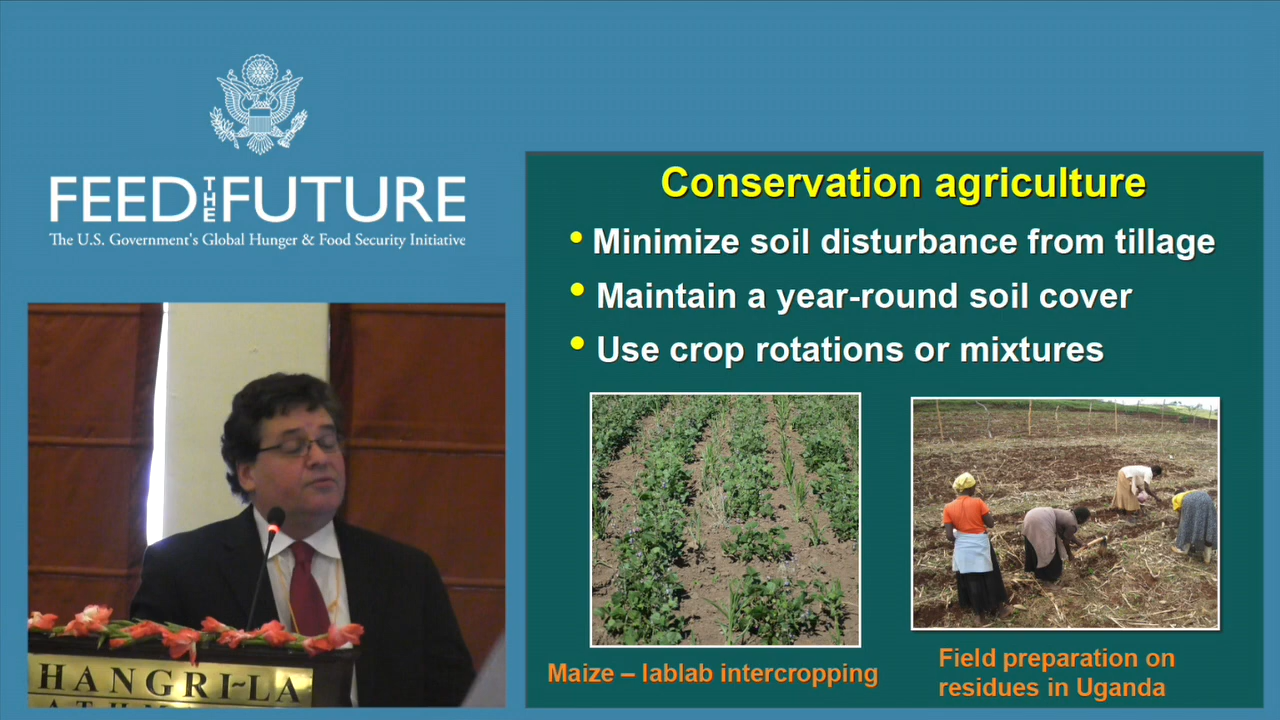 FEED THE FUTURE
The U.S. Government's Global Hunger & Food Security Initiative
Conservation agriculture
• Minimize soil disturbance from tillage
• Maintain a year-round soil cover
• Use crop rotations or mixtures
Maize – lablab intercropping
Field preparation on
residues in Uganda
HANGRI~LA